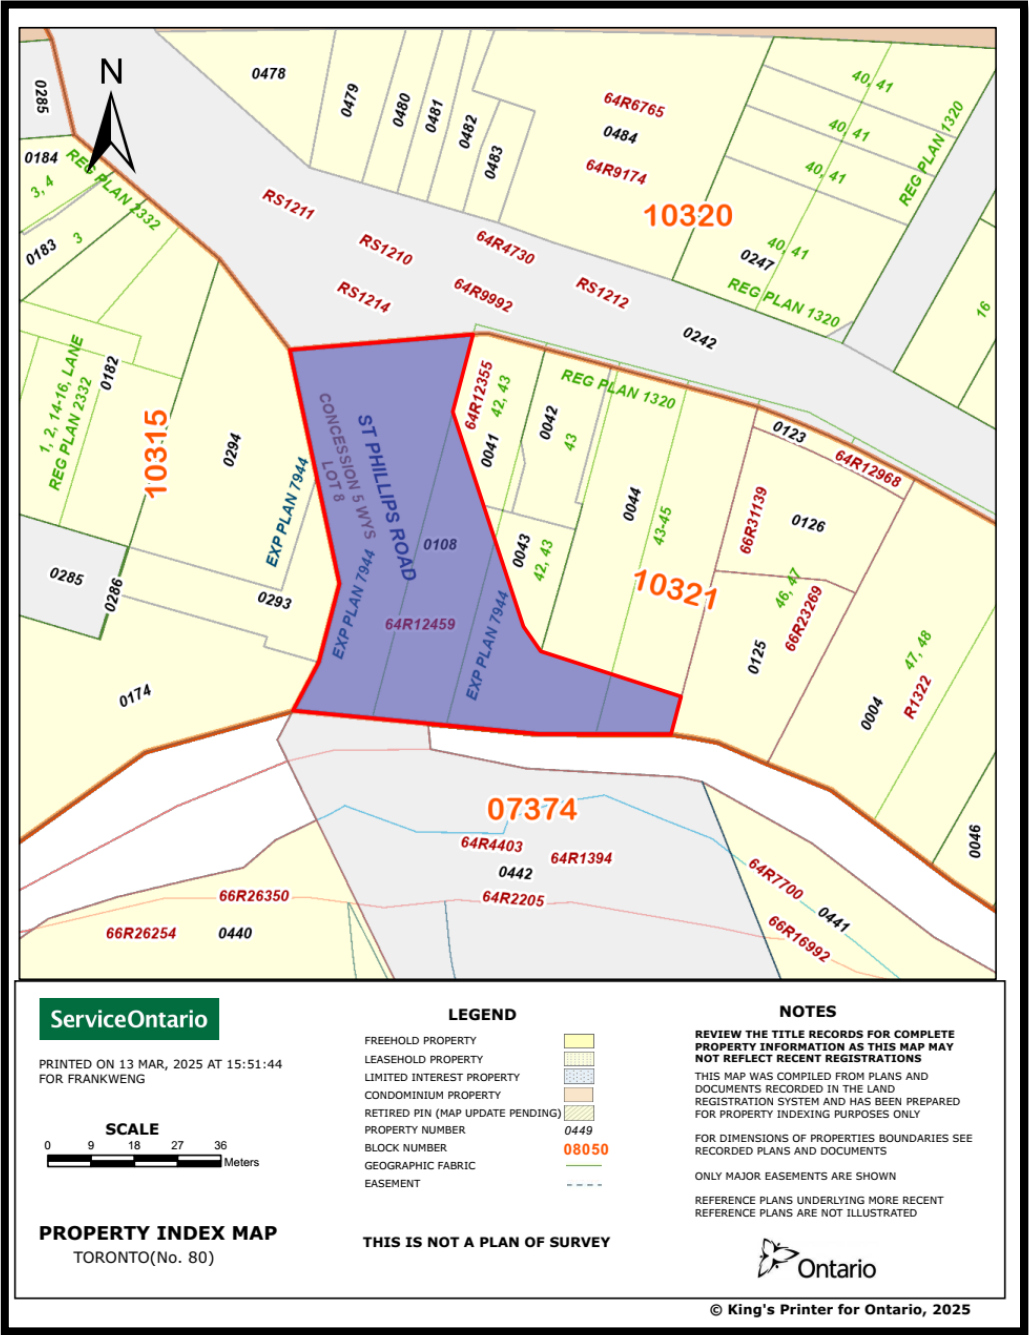 N
0285
0184
3, 4
REG PLAN 2332
0183
3
0478
0479
0480
0481
0482
0483
64R6765
0484
64R9174
10320
40, 41
40, 41
40, 41
40, 41
0247
REG PLAN 1320
REG PLAN 1320
16
RS1211
RS1210
RS1214
64R4730
64R9992
RS1212
0242
1, 2, 14-16, LANE
REG PLAN 2332
0182
10315
0294
EXP PLAN 7944
0285
0286
0293
0174
CONCESSION 5 WYS
LOT 8
ST PHILLIPS ROAD
0108
EXP PLAN 7944
64R12459
EXP PLAN 7944
64R12355
42, 43
0041
0042
43
REG PLAN 1320
0043
42, 43
0044
43-45
10321
0123
64R12968
66R31139
0126
46, 47
66R23269
0125
47, 48
R1322
0004
0046
07374
64R4403
64R1394
0442
64R2205
66R26350
66R26254
0440
64R7700
0441
66R16992
ServiceOntario
PRINTED ON 13 MAR, 2025 AT 15:51:44
FOR FRANKWENG
SCALE
0 9 18 27 36
Meters
PROPERTY INDEX MAP
TORONTO(No. 80)
LEGEND
FREEHOLD PROPERTY
LEASEHOLD PROPERTY
LIMITED INTEREST PROPERTY
CONDOMINIUM PROPERTY
RETIRED PIN (MAP UPDATE PENDING)
PROPERTY NUMBER 0449
BLOCK NUMBER 08050
GEOGRAPHIC FABRIC
EASEMENT
THIS IS NOT A PLAN OF SURVEY
NOTES
REVIEW THE TITLE RECORDS FOR COMPLETE
PROPERTY INFORMATION AS THIS MAP MAY
NOT REFLECT RECENT REGISTRATIONS
THIS MAP WAS COMPILED FROM PLANS AND
DOCUMENTS RECORDED IN THE LAND
REGISTRATION SYSTEM AND HAS BEEN PREPARED
FOR PROPERTY INDEXING PURPOSES ONLY
FOR DIMENSIONS OF PROPERTIES BOUNDARIES SEE
RECORDED PLANS AND DOCUMENTS
ONLY MAJOR EASEMENTS ARE SHOWN
REFERENCE PLANS UNDERLYING MORE RECENT
REFERENCE PLANS ARE NOT ILLUSTRATED
Ontario
© King's Printer for Ontario, 2025